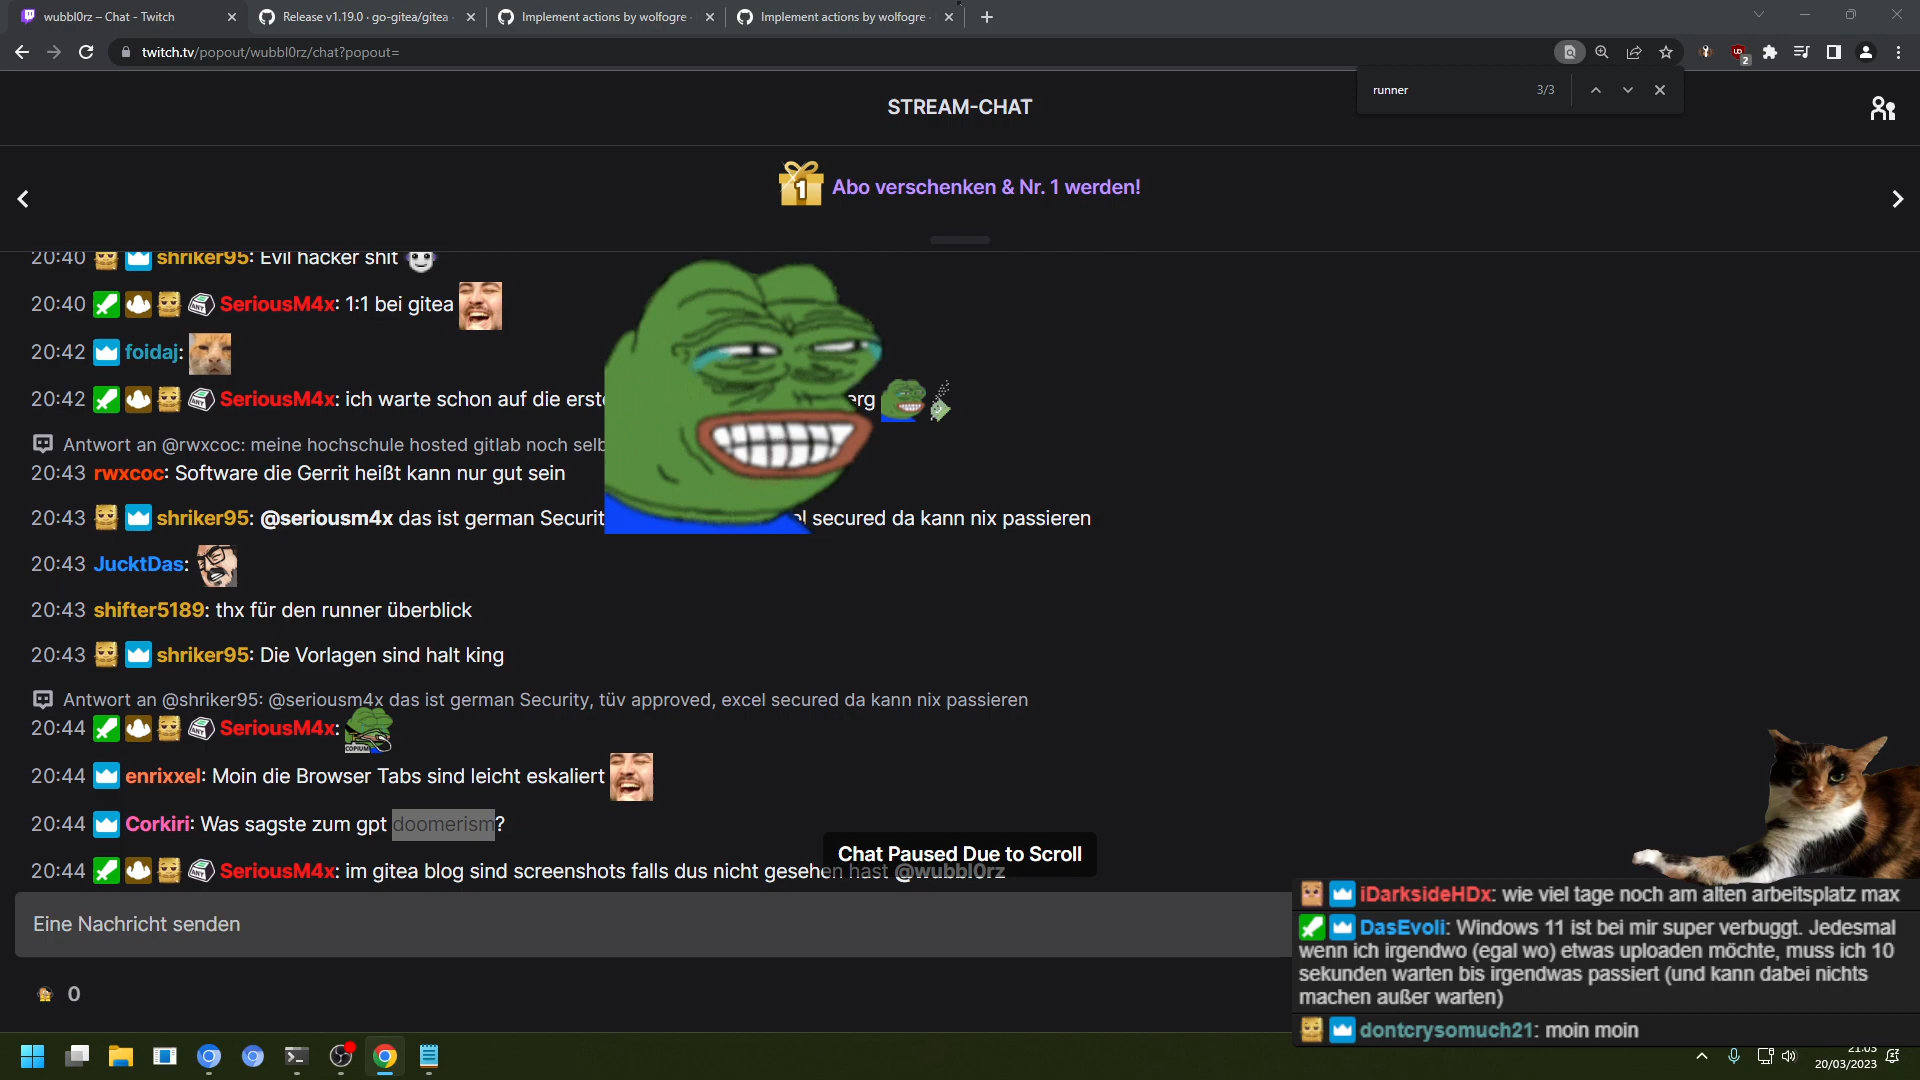 wubbl0rz – Chat - Twitch
Release v1.19.0 · go-gitea/gitea
Implement actions by wolfogre
Implement actions by wolfogre
twitch.tv/popout/wubbl0rz/chat?popout=
2
runner
3/3
STREAM-CHAT
1
Abo verschenken & Nr. 1 werden!
20:40 shriker95: Evil hacker shit
20:40 SeriousM4x: 1:1 bei gitea
20:42 foidaj:
20:42 SeriousM4x: ich warte schon auf die erste
Antwort an @rwxcoc: meine hochschule hosted gitlab noch selb
20:43 rwxcoc: Software die Gerrit heißt kann nur gut sein
20:43 shriker95: @seriousm4x das ist german Securit el secured da kann nix passieren
20:43 JucktDas:
20:43 shifter5189: thx für den runner überblick
20:43 shriker95: Die Vorlagen sind halt king
Antwort an @shriker95: @seriousm4x das ist german Security, tüv approved, excel secured da kann nix passieren
20:44 SeriousM4x:
COPIUM
20:44 enrixxel: Moin die Browser Tabs sind leicht eskaliert
20:44 Corkiri: Was sagste zum gpt doomerism?
Chat Paused Due to Scroll
20:44 SeriousM4x: im gitea blog sind screenshots falls dus nicht gesehen hast @wubbl0rz
Eine Nachricht senden
0
iDarksideHDx: wie viel tage noch am alten arbeitsplatz max
DasEvoli: Windows 11 ist bei mir super verbuggt. Jedesmal
wenn ich irgendwo (egal wo) etwas uploaden möchte, muss ich 10
sekunden warten bis irgendwas passiert (und kann dabei nichts
machen außer warten)
dontcrysomuch21: moin moin
21:03
20/03/2023